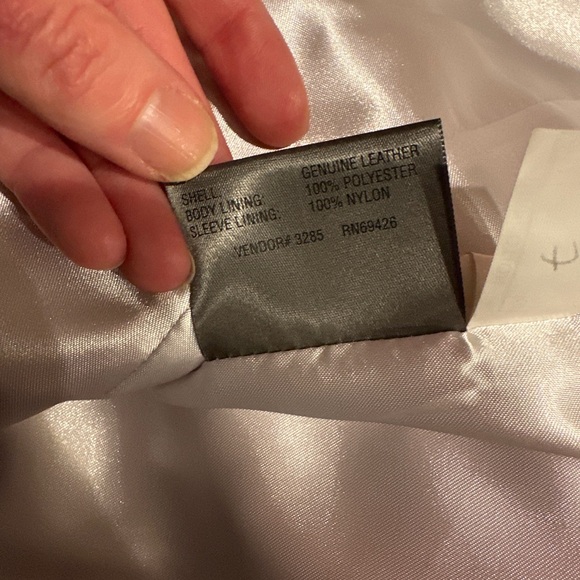 SHELL: GENUINE LEATHER
BODY LINING: 100% POLYESTER
SLEEVE LINING: 100% NYLON
VENDOR# 3285 RN69426